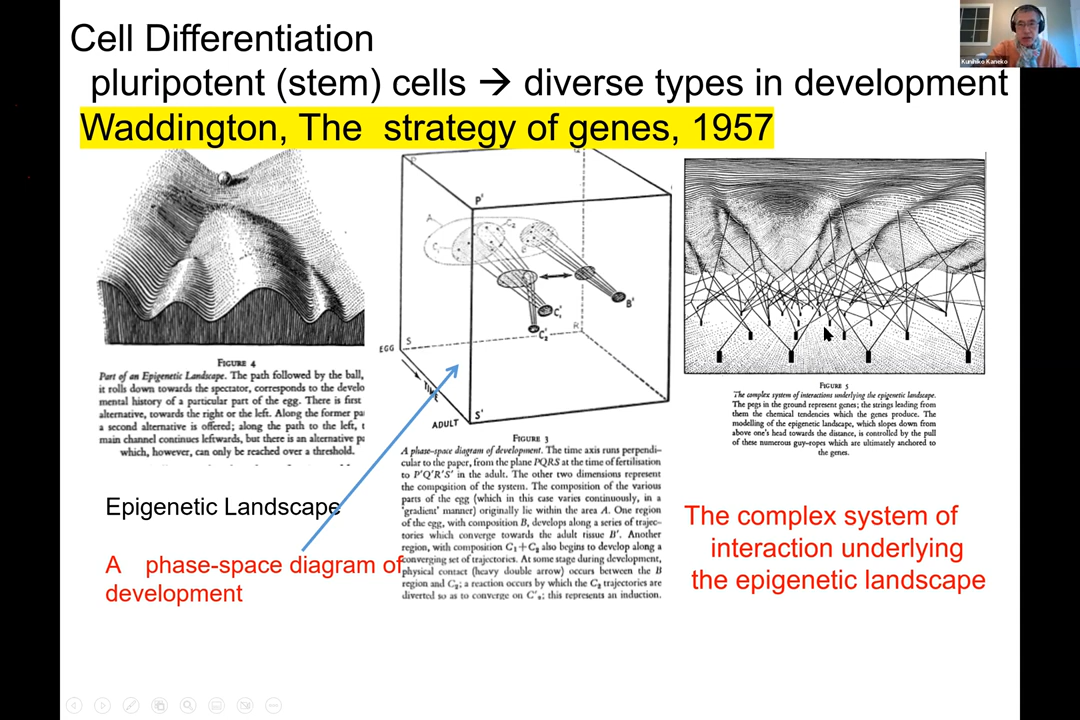 Cell Differentiation
pluripotent (stem) cells → diverse types in development
Waddington, The strategy of genes, 1957
Kunihiko Kaneko
FIGURE 4
Part of an Epigenetic Landscape. The path followed by the ball,
it rolls down towards the spectator, corresponds to the develo
mental history of a particular part of the egg. There is first
alternative, towards the right or the left. Along the former pa
a second alternative is offered; along the path to the left, t
main channel continues leftwards, but there is an alternative pa
which, however, can only be reached over a threshold.
Epigenetic Landscape
A phase-space diagram of
development
P
P'
A
C₂
B'
C'₁
C'₂
R
EGG
S
TIME
S'
ADULT
FIGURE 3
A phase-space diagram of development. The time axis runs perpendi-
cular to the paper, from the plane PQRS at the time of fertilisation
to P'Q'R'S' in the adult. The other two dimensions represent
the composition of the system. The composition of the various
parts of the egg (which in this case varies continuously, in a
'gradient' manner) originally lie within the area A. One region
of the egg, with composition B, develops along a series of trajec-
tories which converge towards the adult tissue B'. Another
region, with composition C₁+C₂ also begins to develop along a
converging set of trajectories. At some stage during development,
physical contact (heavy double arrow) occurs between the B
region and C₂; a reaction occurs by which the C₂ trajectories are
diverted so as to converge on C'₂; this represents an induction.
FIGURE 5
The complex system of interactions underlying the epigenetic landscape.
The pegs in the ground represent genes; the strings leading from
them the chemical tendencies which the genes produce. The
modelling of the epigenetic landscape, which slopes down from
above one's head towards the distance, is controlled by the pull
of these numerous guy-ropes which are ultimately anchored to
the genes.
The complex system of
interaction underlying
the epigenetic landscape